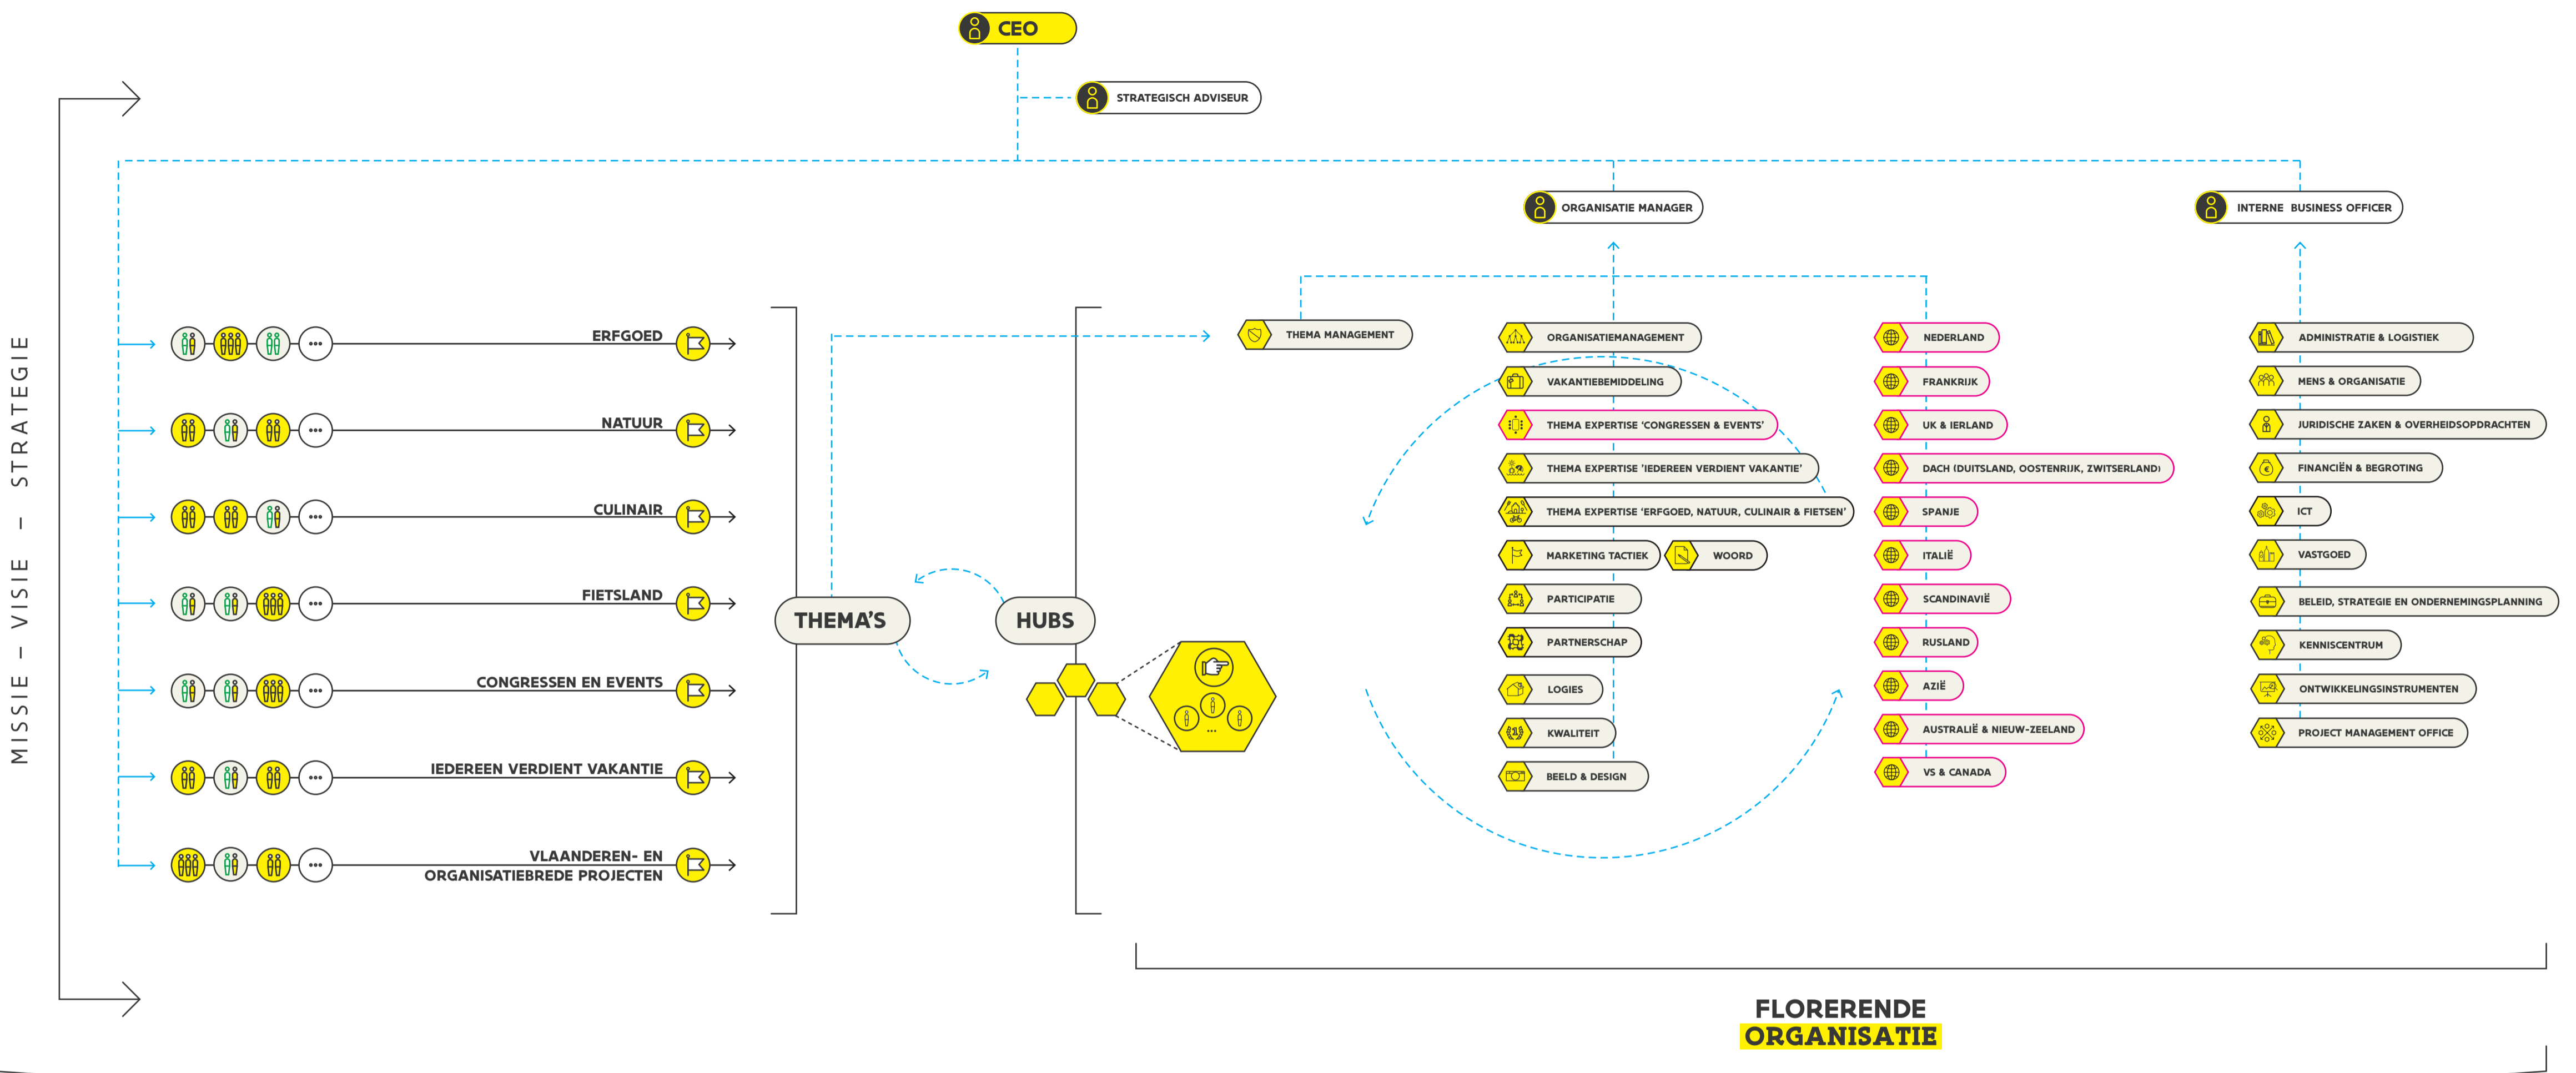 CEO
STRATEGISCH ADVISEUR
ORGANISATIE MANAGER
INTERNE BUSINESS OFFICER
MISSIE – VISIE – STRATEGIE
ERFGOED
NATUUR
CULINAIR
FIETSLAND
CONGRESSEN EN EVENTS
IEDEREEN VERDIENT VAKANTIE
VLAANDEREN- EN
ORGANISATIEBREDE PROJECTEN
THEMA'S
HUBS
THEMA MANAGEMENT
ORGANISATIEMANAGEMENT
VAKANTIEBEMIDDELING
THEMA EXPERTISE ‘CONGRESSEN & EVENTS’
THEMA EXPERTISE ’IEDEREEN VERDIENT VAKANTIE’
THEMA EXPERTISE ‘ERFGOED, NATUUR, CULINAIR & FIETSEN’
MARKETING TACTIEK
WOORD
PARTICIPATIE
PARTNERSCHAP
LOGIES
KWALITEIT
BEELD & DESIGN
NEDERLAND
FRANKRIJK
UK & IERLAND
DACH (DUITSLAND, OOSTENRIJK, ZWITSERLAND)
SPANJE
ITALIË
SCANDINAVIË
RUSLAND
AZIË
AUSTRALIË & NIEUW-ZEELAND
VS & CANADA
ADMINISTRATIE & LOGISTIEK
MENS & ORGANISATIE
JURIDISCHE ZAKEN & OVERHEIDSOPDRACHTEN
FINANCIËN & BEGROTING
ICT
VASTGOED
BELEID, STRATEGIE EN ONDERNEMINGSPLANNING
KENNISCENTRUM
ONTWIKKELINGSINSTRUMENTEN
PROJECT MANAGEMENT OFFICE
FLORERENDE
ORGANISATIE